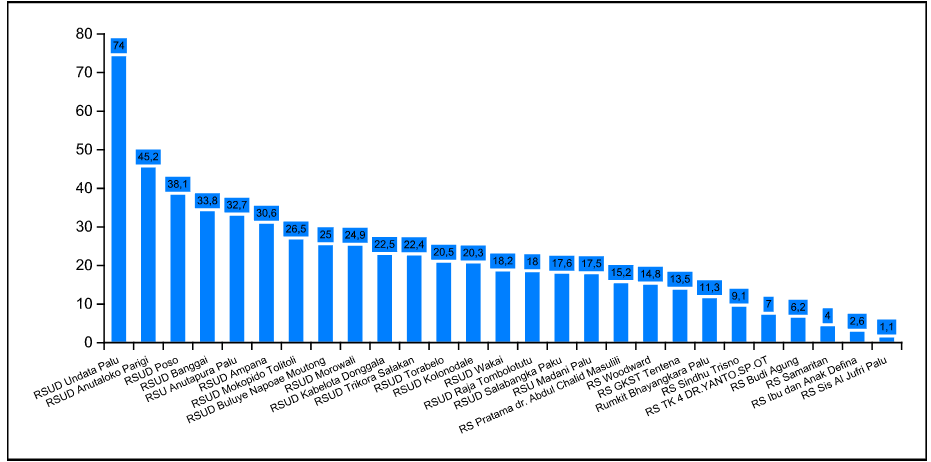 80
70
60
50
40
30
20
10
0
74
45,2
38,1
33,8
32,7
30,6
26,5
25
24,9
22,5
22,4
20,5
20,3
18,2
18
17,6
17,5
15,2
14,8
13,5
11,3
9,1
7
6,2
4
2,6
1,1
RSUD Undata Palu
RSUD Anutaloko Parigi
RSUD Poso
RSUD Banggai
RSU Anutapura Palu
RSUD Ampana
RSUD Mokopido Tolitoli
RSUD Buluye Napoae Moutong
RSUD Morowali
RSUD Kabelota Donggala
RSUD Trikora Salakan
RSUD Torabelo
RSUD Kolonodale
RSUD Wakai
RSUD Raja Tombolotutu
RSUD Salabangka Paku
RSU Madani Palu
RS Pratama dr. Abdul Chalid Masulili
RS Woodward
RS GKST Tentena
Rumkit Bhayangkara Palu
RS Sindhu Trisno
RS TK 4 DR.YANTO.SP.OT
RS Budi Agung
RS Samaritan
RS Ibu dan Anak Defina
RS Sis Al Jufri Palu